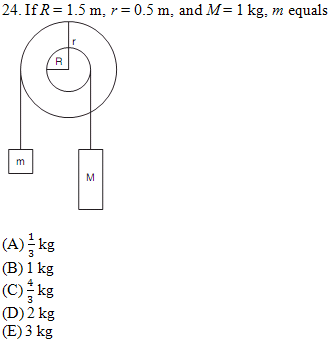 24. If R = 1.5 m, r = 0.5 m, and M = 1 kg, m equals
r
R
m
M
(A) 1/3 kg
(B) 1 kg
(C) 4/3 kg
(D) 2 kg
(E) 3 kg